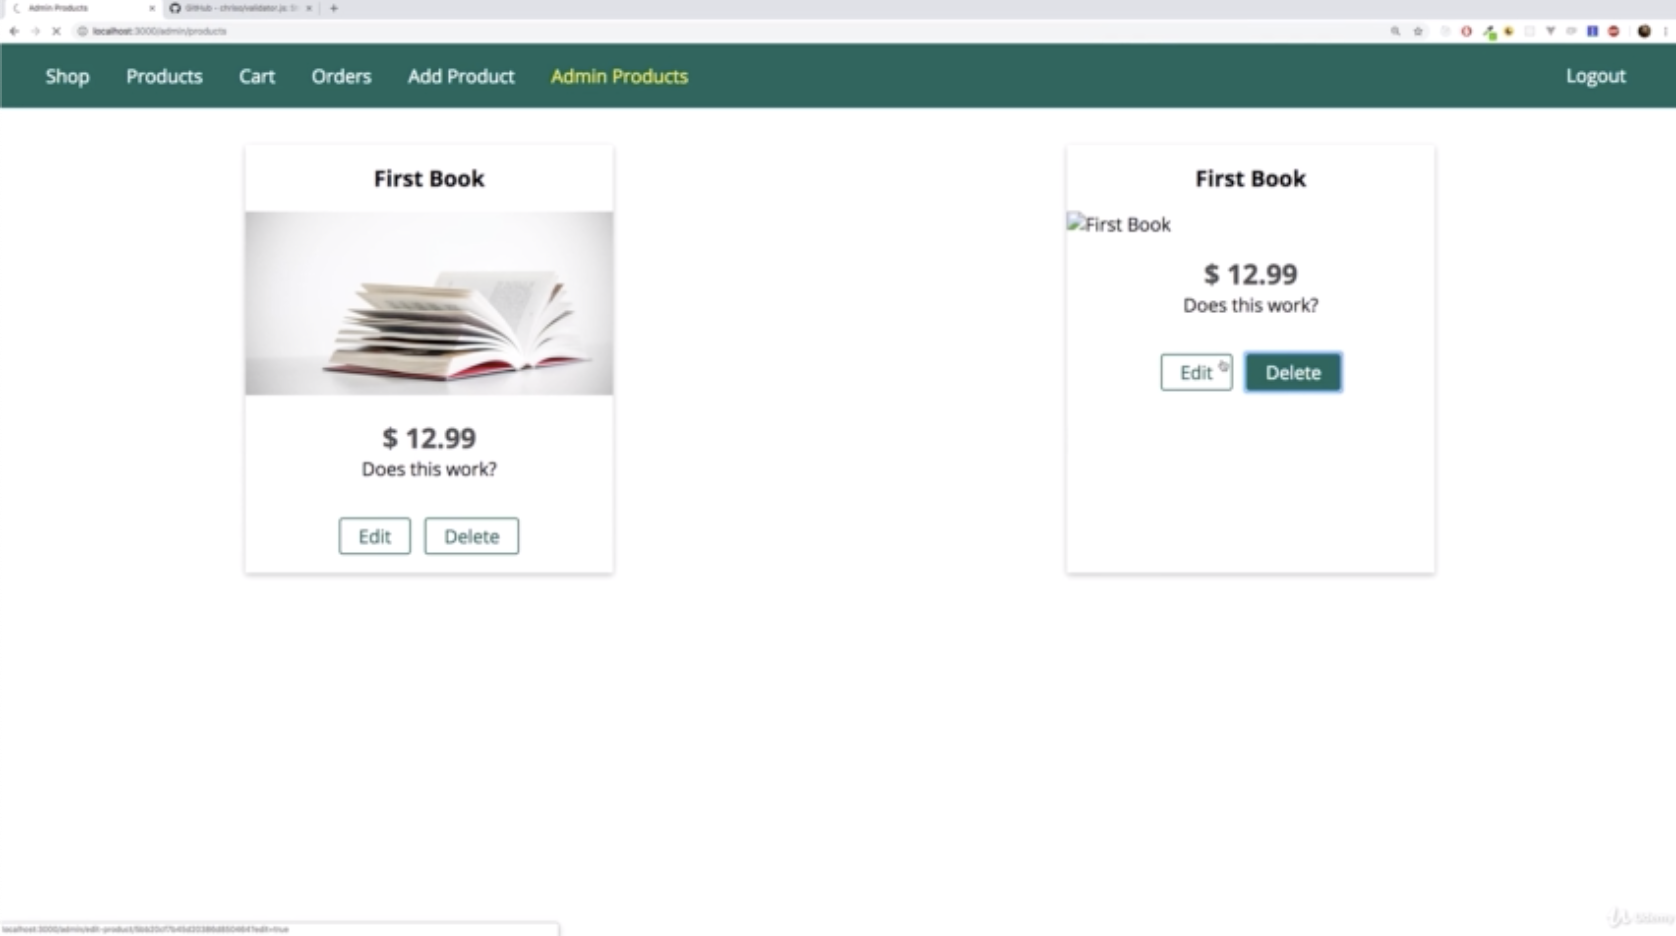 Admin Products
GitHub - chriso/validator.js: St
localhost:3000/admin/products
Shop Products Cart Orders Add Product Admin Products Logout
First Book
$ 12.99
Does this work?
Edit Delete
First Book
First Book
$ 12.99
Does this work?
Edit Delete
Udemy